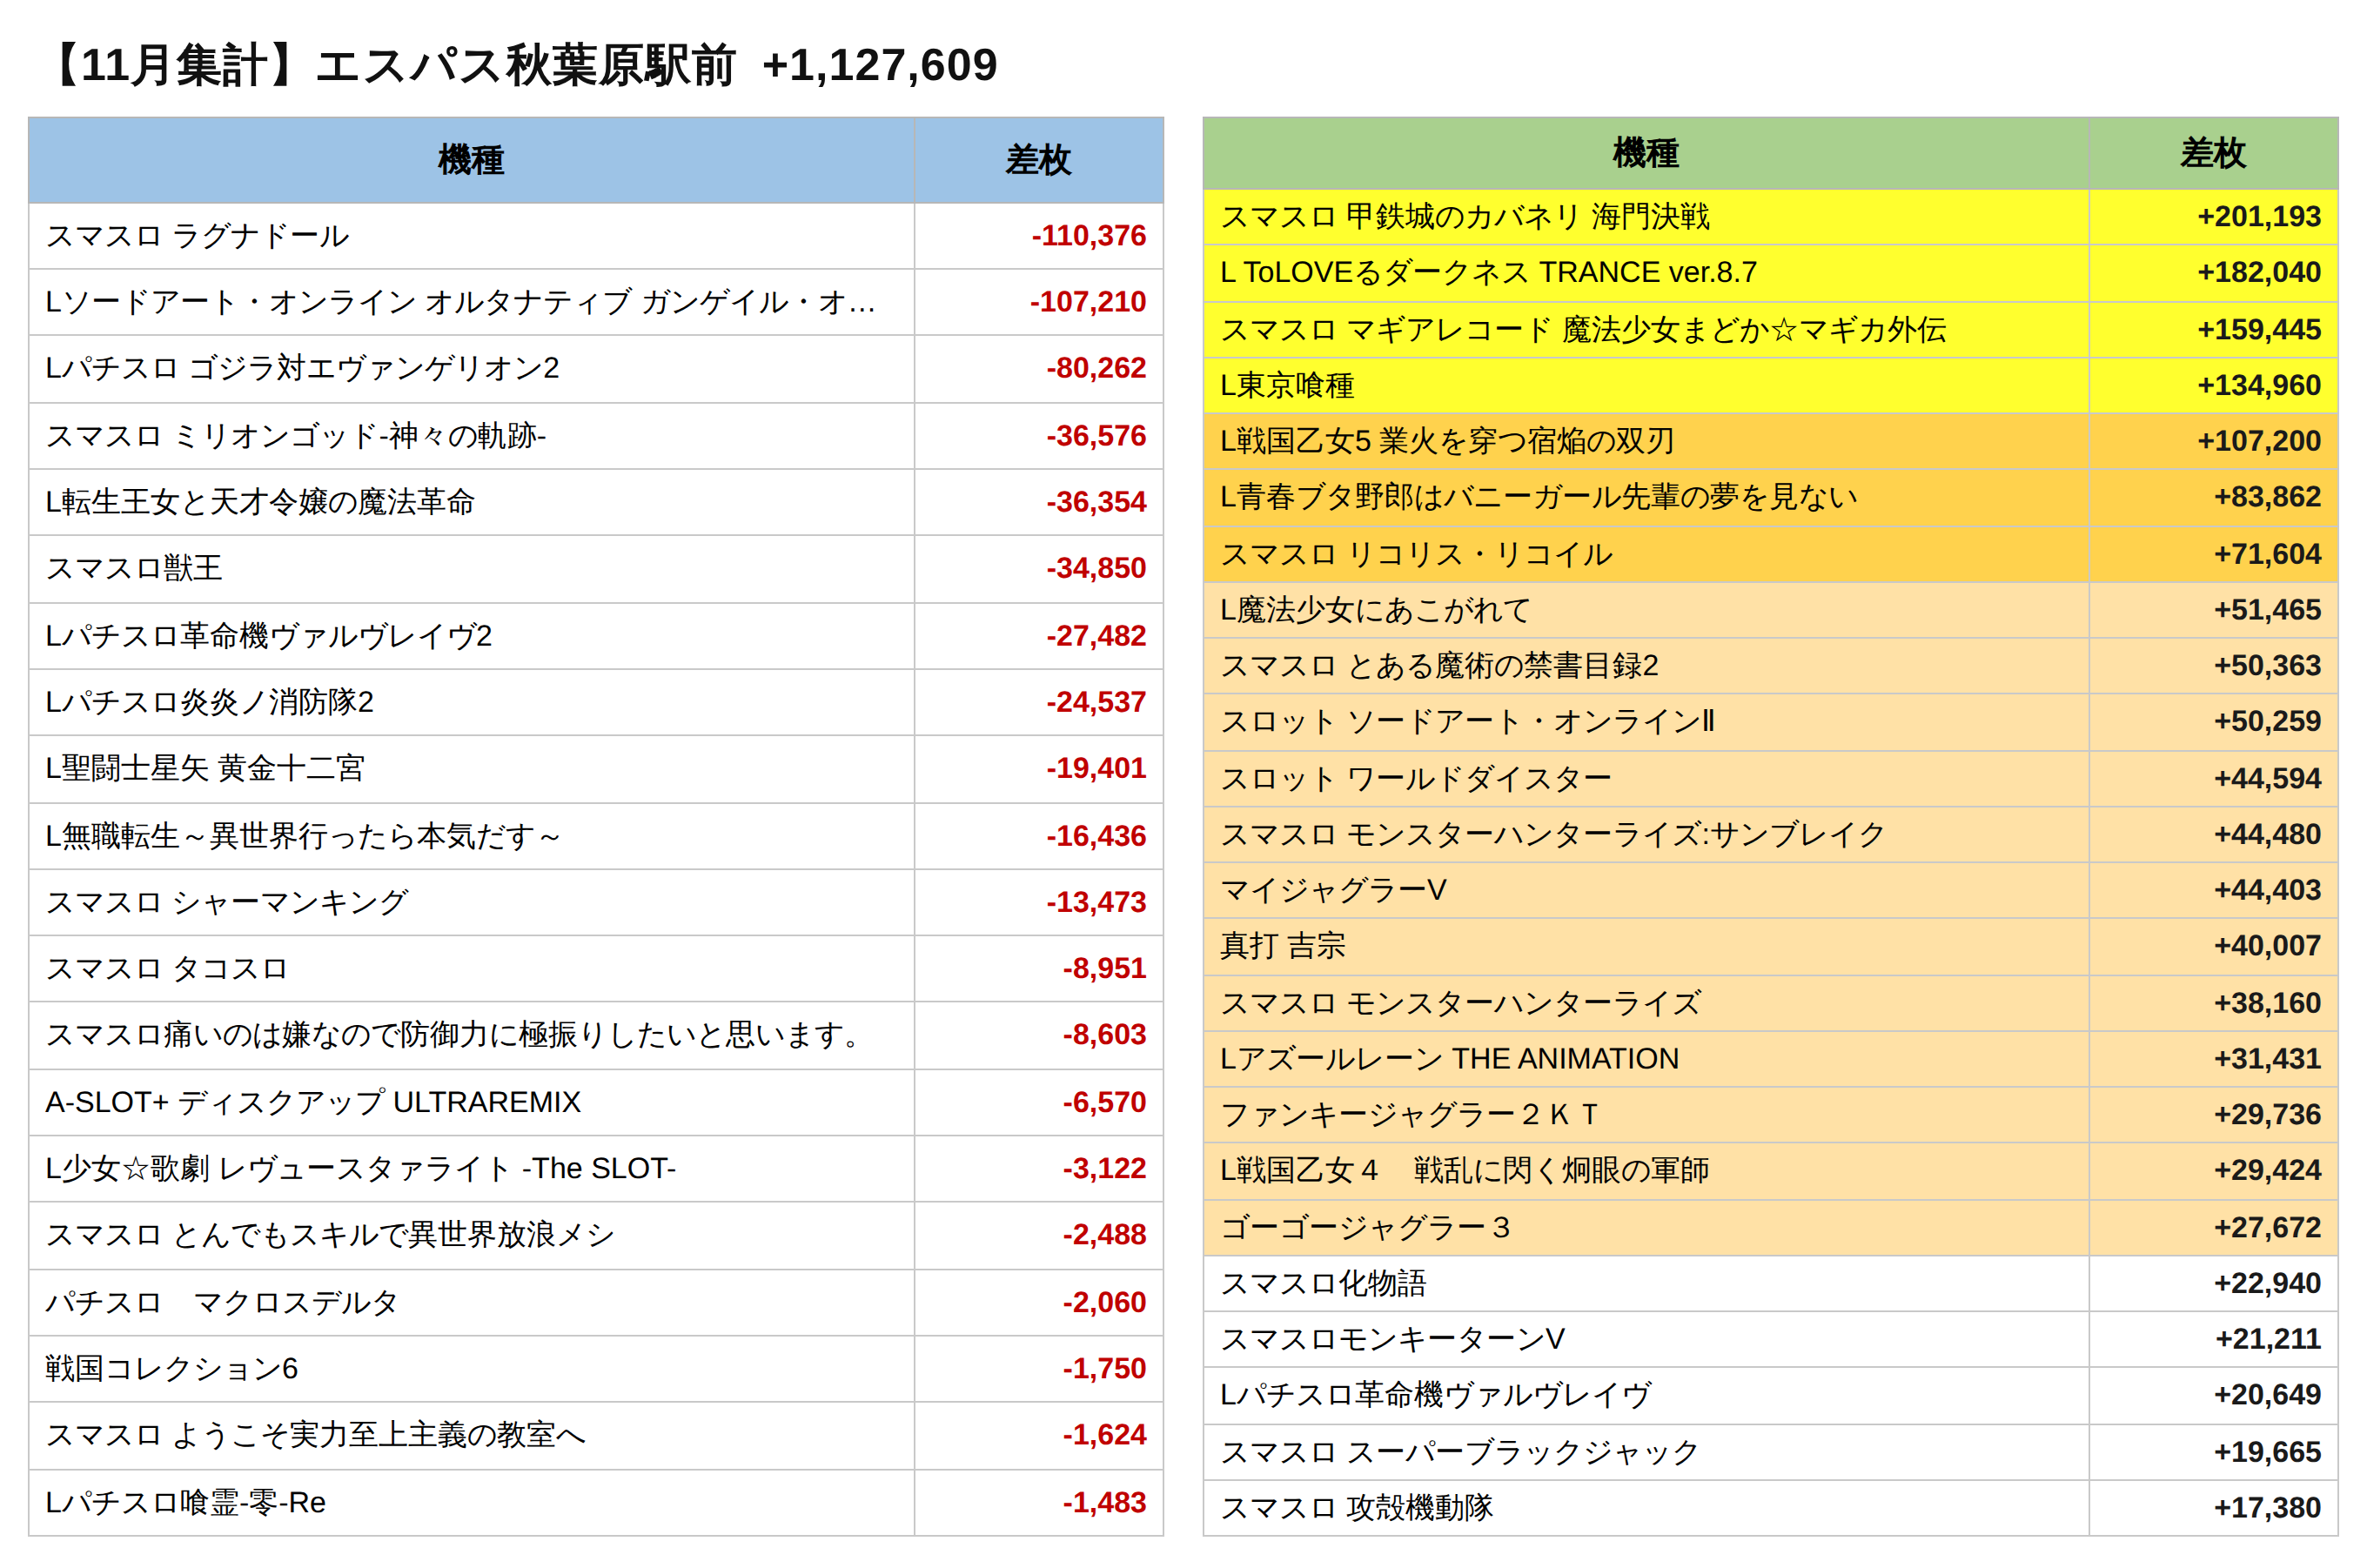 【11月集計】エスパス秋葉原駅前 +1,127,609
機種 差枚
スマスロ ラグナドール -110,376
Lソードアート・オンライン オルタナティブ ガンゲイル・オ… -107,210
Lパチスロ ゴジラ対エヴァンゲリオン2 -80,262
スマスロ ミリオンゴッド-神々の軌跡- -36,576
L転生王女と天才令嬢の魔法革命 -36,354
スマスロ獣王 -34,850
Lパチスロ革命機ヴァルヴレイヴ2 -27,482
Lパチスロ炎炎ノ消防隊2 -24,537
L聖闘士星矢 黄金十二宮 -19,401
L無職転生～異世界行ったら本気だす～ -16,436
スマスロ シャーマンキング -13,473
スマスロ タコスロ -8,951
スマスロ痛いのは嫌なので防御力に極振りしたいと思います。 -8,603
A-SLOT+ ディスクアップ ULTRAREMIX -6,570
L少女☆歌劇 レヴュースタァライト -The SLOT- -3,122
スマスロ とんでもスキルで異世界放浪メシ -2,488
パチスロ　マクロスデルタ -2,060
戦国コレクション6 -1,750
スマスロ ようこそ実力至上主義の教室へ -1,624
Lパチスロ喰霊-零-Re -1,483
機種 差枚
スマスロ 甲鉄城のカバネリ 海門決戦 +201,193
L ToLOVEるダークネス TRANCE ver.8.7 +182,040
スマスロ マギアレコード 魔法少女まどか☆マギカ外伝 +159,445
L東京喰種 +134,960
L戦国乙女5 業火を穿つ宿焔の双刃 +107,200
L青春ブタ野郎はバニーガール先輩の夢を見ない +83,862
スマスロ リコリス・リコイル +71,604
L魔法少女にあこがれて +51,465
スマスロ とある魔術の禁書目録2 +50,363
スロット ソードアート・オンラインⅡ +50,259
スロット ワールドダイスター +44,594
スマスロ モンスターハンターライズ:サンブレイク +44,480
マイジャグラーV +44,403
真打 吉宗 +40,007
スマスロ モンスターハンターライズ +38,160
Lアズールレーン THE ANIMATION +31,431
ファンキージャグラー２ＫＴ +29,736
L戦国乙女４　戦乱に閃く炯眼の軍師 +29,424
ゴーゴージャグラー３ +27,672
スマスロ化物語 +22,940
スマスロモンキーターンV +21,211
Lパチスロ革命機ヴァルヴレイヴ +20,649
スマスロ スーパーブラックジャック +19,665
スマスロ 攻殻機動隊 +17,380